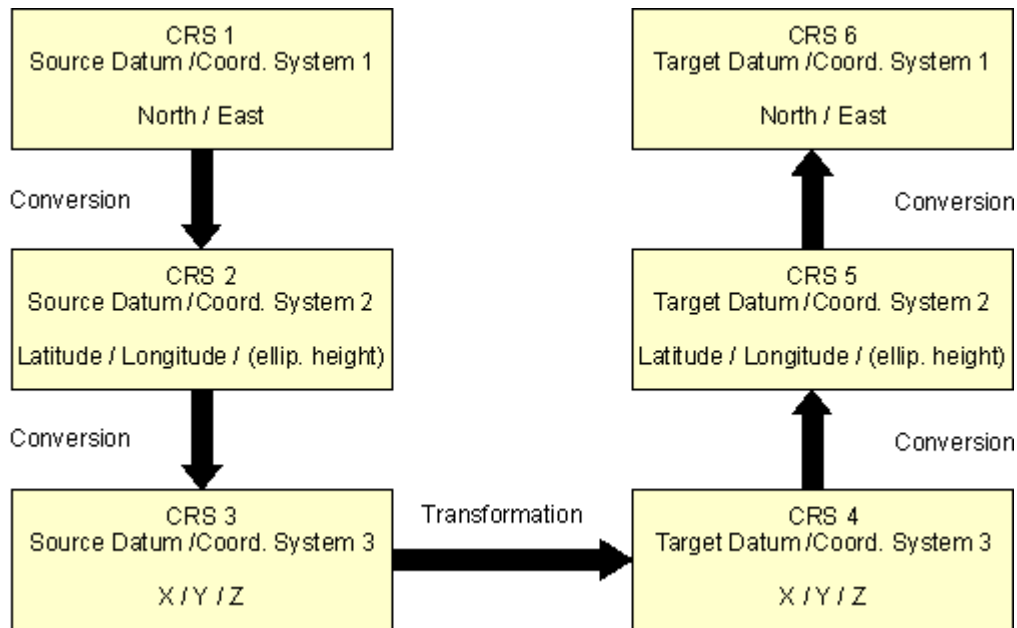 CRS 1
Source Datum /Coord. System 1
North / East
Conversion
CRS 2
Source Datum /Coord. System 2
Latitude / Longitude / (ellip. height)
Conversion
CRS 3
Source Datum /Coord. System 3
X / Y / Z
Transformation
CRS 4
Target Datum /Coord. System 3
X / Y / Z
Conversion
CRS 5
Target Datum /Coord. System 2
Latitude / Longitude / (ellip. height)
Conversion
CRS 6
Target Datum /Coord. System 1
North / East